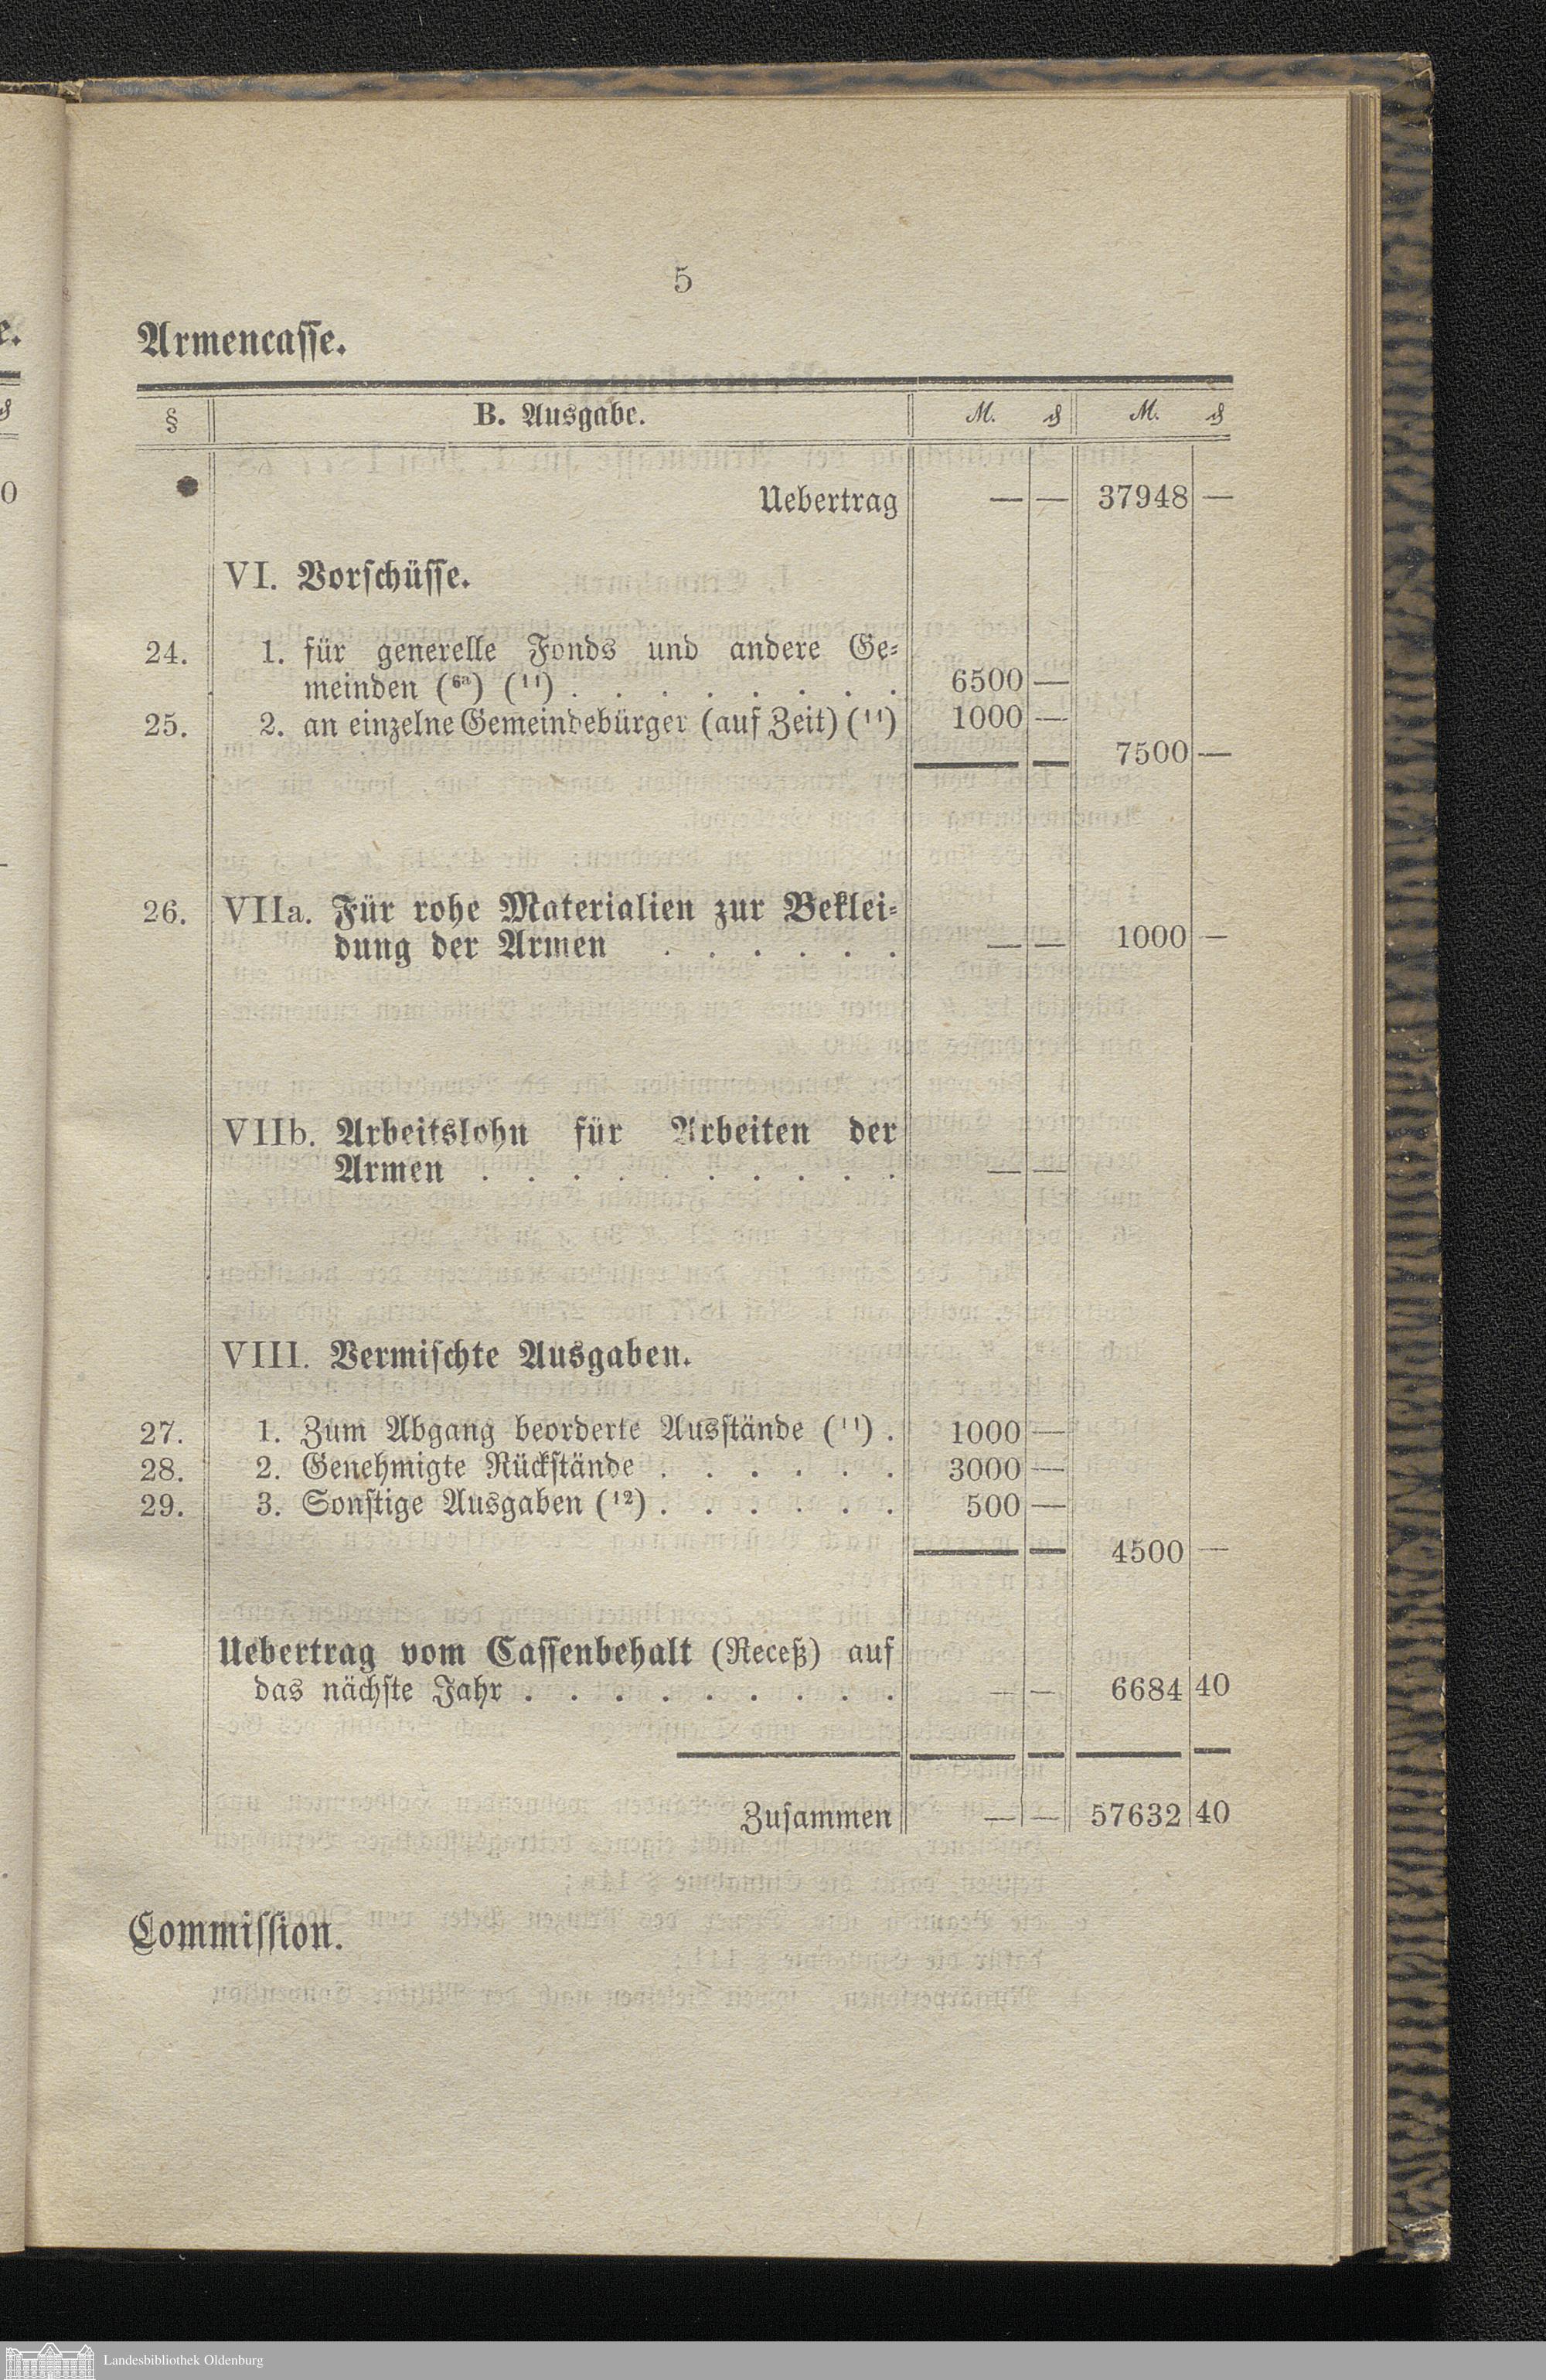 5
Armencasse.
§ B. Ausgabe. M. ₰ M. ₰
Uebertrag — — 37948 —
VI. Vorschüsse.
24. 1. für generelle Fonds und andere Ge-
meinden (6a) (11) . . . . . . . . 6500 —
25. 2. an einzelne Gemeindebürger (auf Zeit) (11) 1000 —
7500 —
26. VIIa. Für rohe Materialien zur Beklei-
dung der Armen . . . . . . — — 1000 —
VIIb. Arbeitslohn für Arbeiten der
Armen . . . . . . . . . . — —
VIII. Vermischte Ausgaben.
27. 1. Zum Abgang beorderte Ausstände (11) . 1000 —
28. 2. Genehmigte Rückstände . . . . . . 3000 —
29. 3. Sonstige Ausgaben (12) . . . . . . 500 —
4500 —
Uebertrag vom Cassenbehalt (Receß) auf
das nächste Jahr . . . . . . . . . — — 6684 40
Zusammen — — 57632 40
Commission.
Landesbibliothek Oldenburg